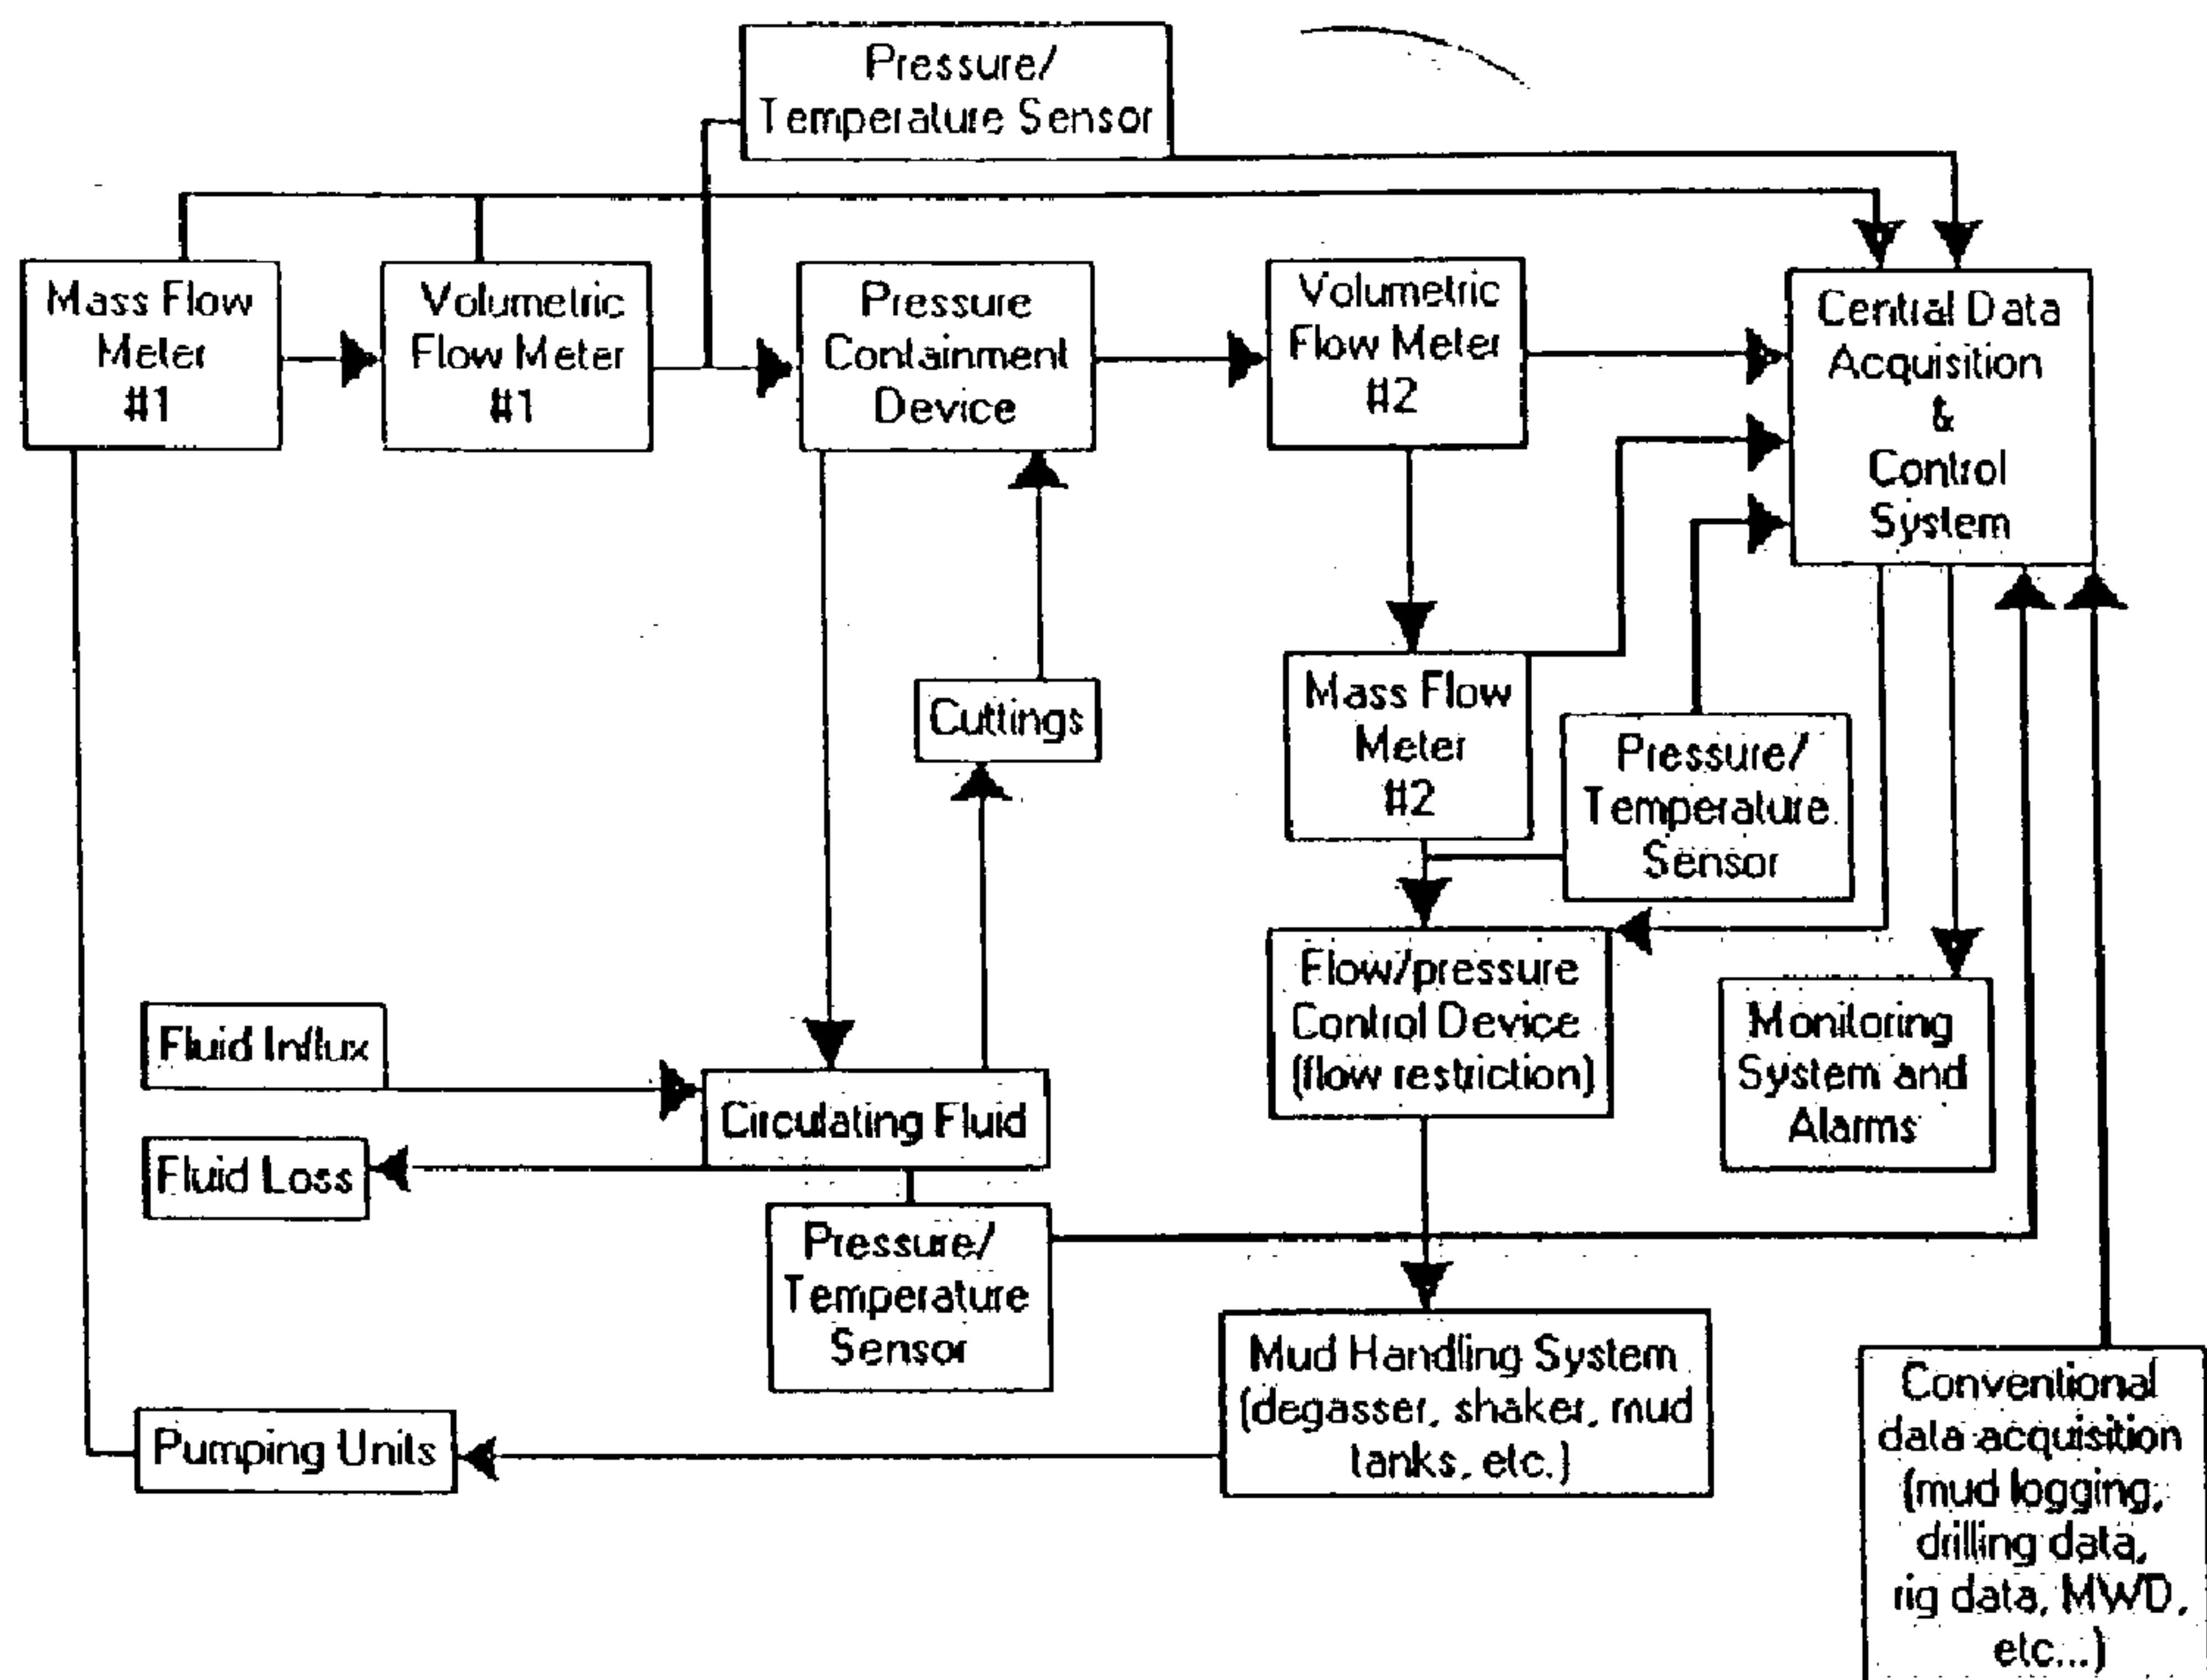 Pressure/
Temperature Sensor
Mass Flow
Meter
#1
Volumetric
Flow Meter
#1
Pressure
Containment
Device
Volumetric
Flow Meter
#2
Central Data
Acquisition
&
Control
System
Cuttings
Mass Flow
Meter
#2
Pressure/
Temperature
Sensor
Flow/pressure
Control Device
(flow restriction)
Monitoring
System and
Alarms
Fluid Influx
Circulating Fluid
Fluid Loss
Pressure/
Temperature
Sensor
Mud Handling System
(degasser, shaker, mud
tanks, etc.)
Pumping Units
Conventional
data acquisition
(mud logging,
drilling data,
rig data, MWD,
etc...)